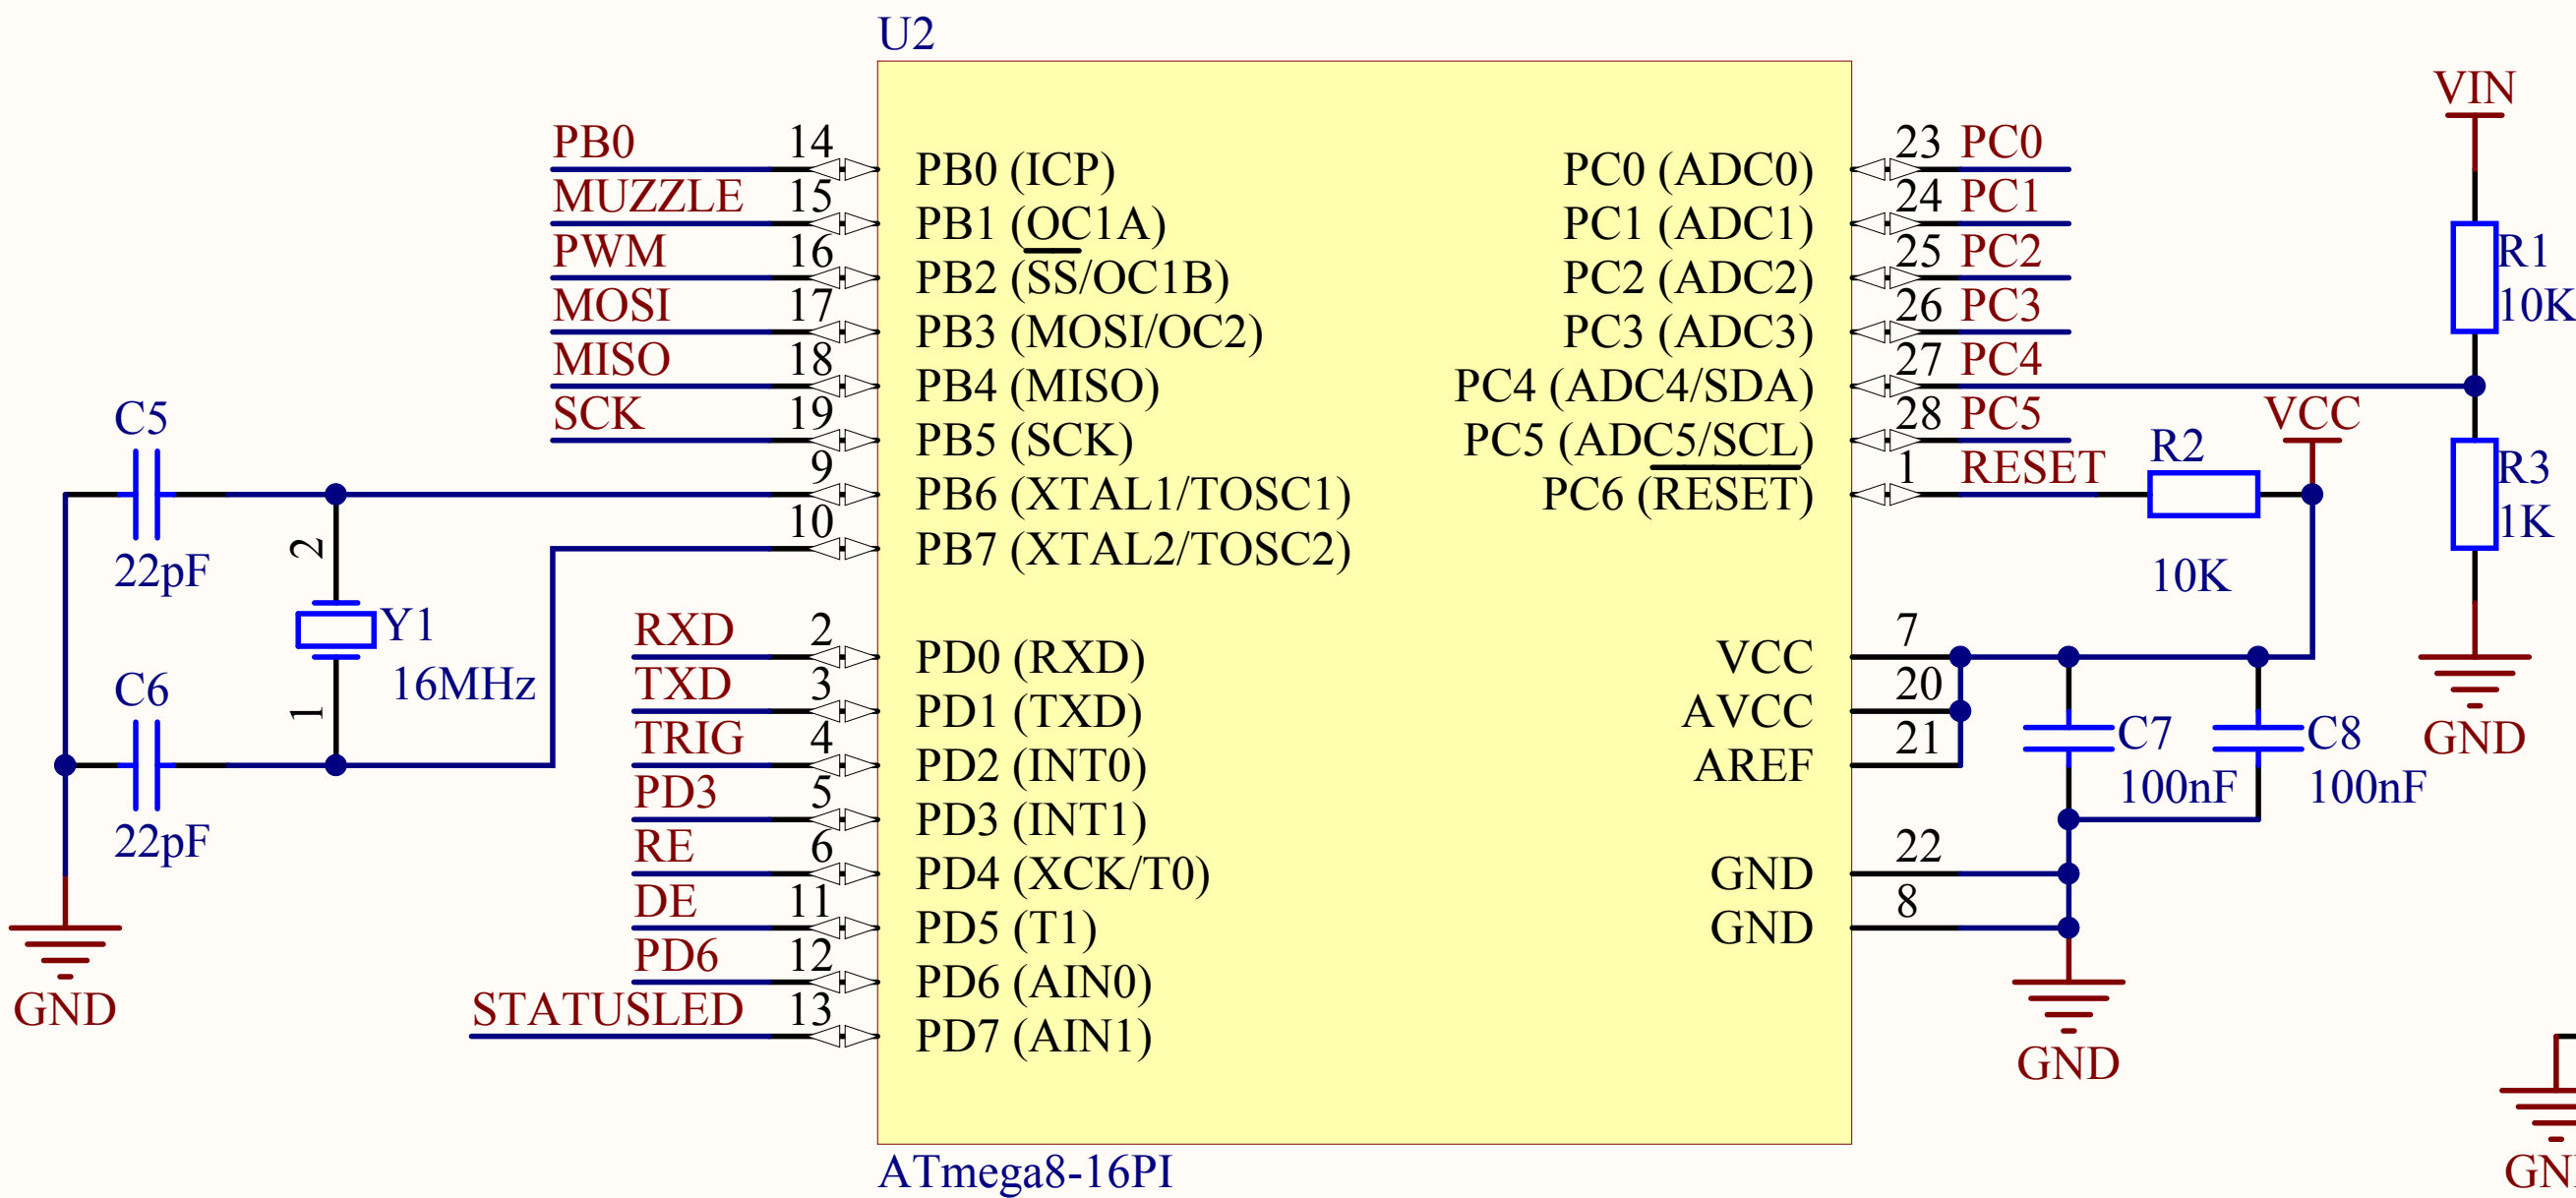 U2
PB0 14 PB0 (ICP)
MUZZLE 15 PB1 (OC1A)
PWM 16 PB2 (SS/OC1B)
MOSI 17 PB3 (MOSI/OC2)
MISO 18 PB4 (MISO)
SCK 19 PB5 (SCK)
9 PB6 (XTAL1/TOSC1)
10 PB7 (XTAL2/TOSC2)
RXD 2 PD0 (RXD)
TXD 3 PD1 (TXD)
TRIG 4 PD2 (INT0)
PD3 5 PD3 (INT1)
RE 6 PD4 (XCK/T0)
DE 11 PD5 (T1)
PD6 12 PD6 (AIN0)
STATUSLED 13 PD7 (AIN1)
C5
22pF
2
Y1
16MHz
1
C6
22pF
GND
PC0 (ADC0) 23 PC0
PC1 (ADC1) 24 PC1
PC2 (ADC2) 25 PC2
PC3 (ADC3) 26 PC3
PC4 (ADC4/SDA) 27 PC4
PC5 (ADC5/SCL) 28 PC5
PC6 (RESET) 1 RESET
VCC 7
AVCC 20
AREF 21
GND 22
GND 8
R2
10K
VCC
VIN
R1
10K
R3
1K
GND
C7
100nF
C8
100nF
GND
ATmega8-16PI